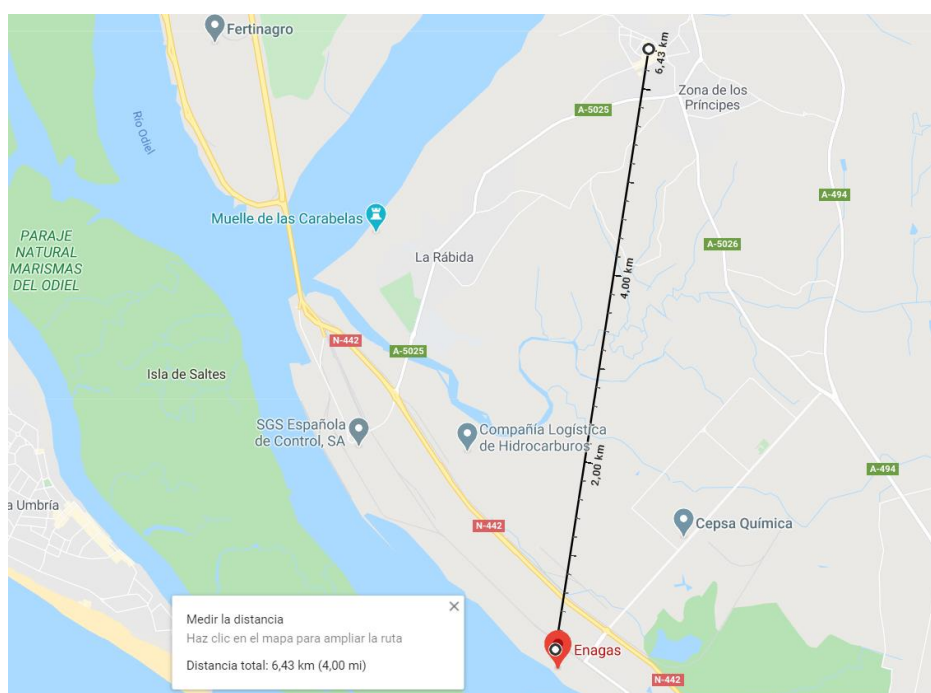 Fertinagro
6,43 km
Zona de los
Príncipes
A-5025
Río Odiel
A-494
Muelle de las Carabelas
PARAJE
NATURAL
MARISMAS
DEL ODIEL
A-5026
La Rábida
4,00 km
N-442
A-5025
Isla de Saltes
SGS Española
de Control, SA
Compañía Logística
de Hidrocarburos
2,00 km
A-494
a Umbría
N-442
Cepsa Química
Medir la distancia
Haz clic en el mapa para ampliar la ruta
Distancia total: 6,43 km (4,00 mi)
Enagas
N-442